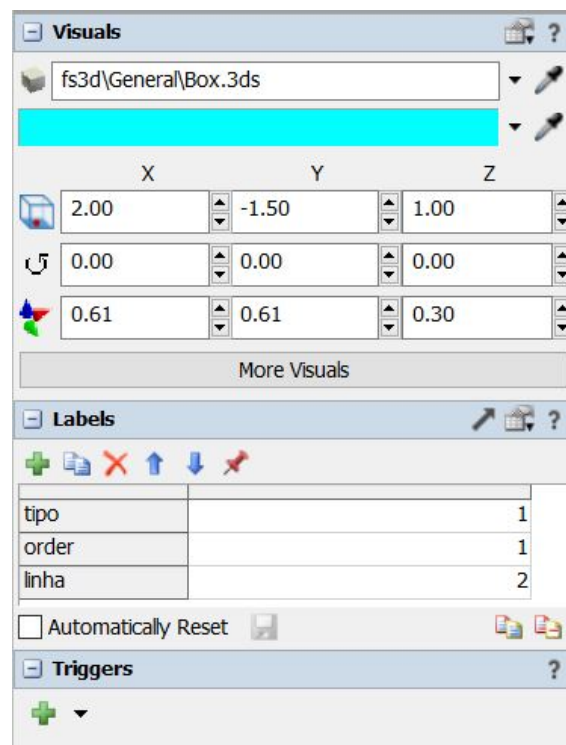 Visuals ?
fs3d\General\Box.3ds
X Y Z
2.00 -1.50 1.00
0.00 0.00 0.00
0.61 0.61 0.30
More Visuals
Labels ?
tipo 1
order 1
linha 2
Automatically Reset
Triggers ?